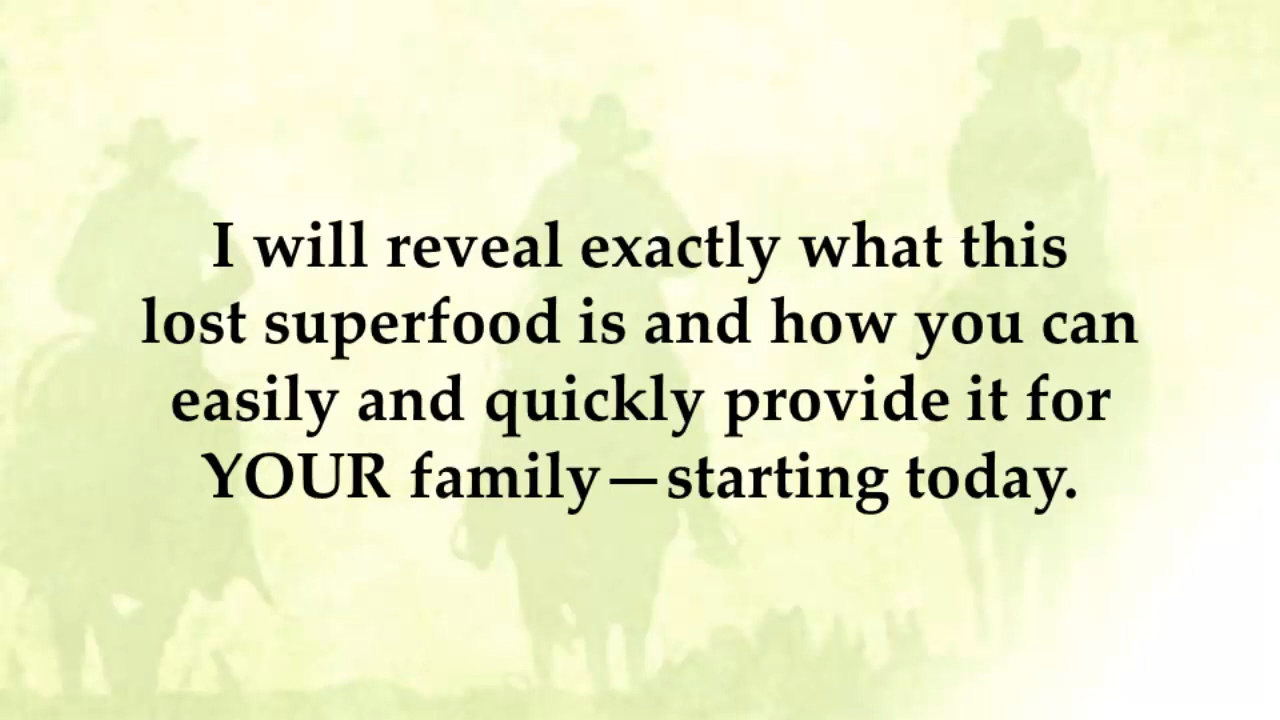 I will reveal exactly what this
lost superfood is and how you can
easily and quickly provide it for
YOUR family—starting today.